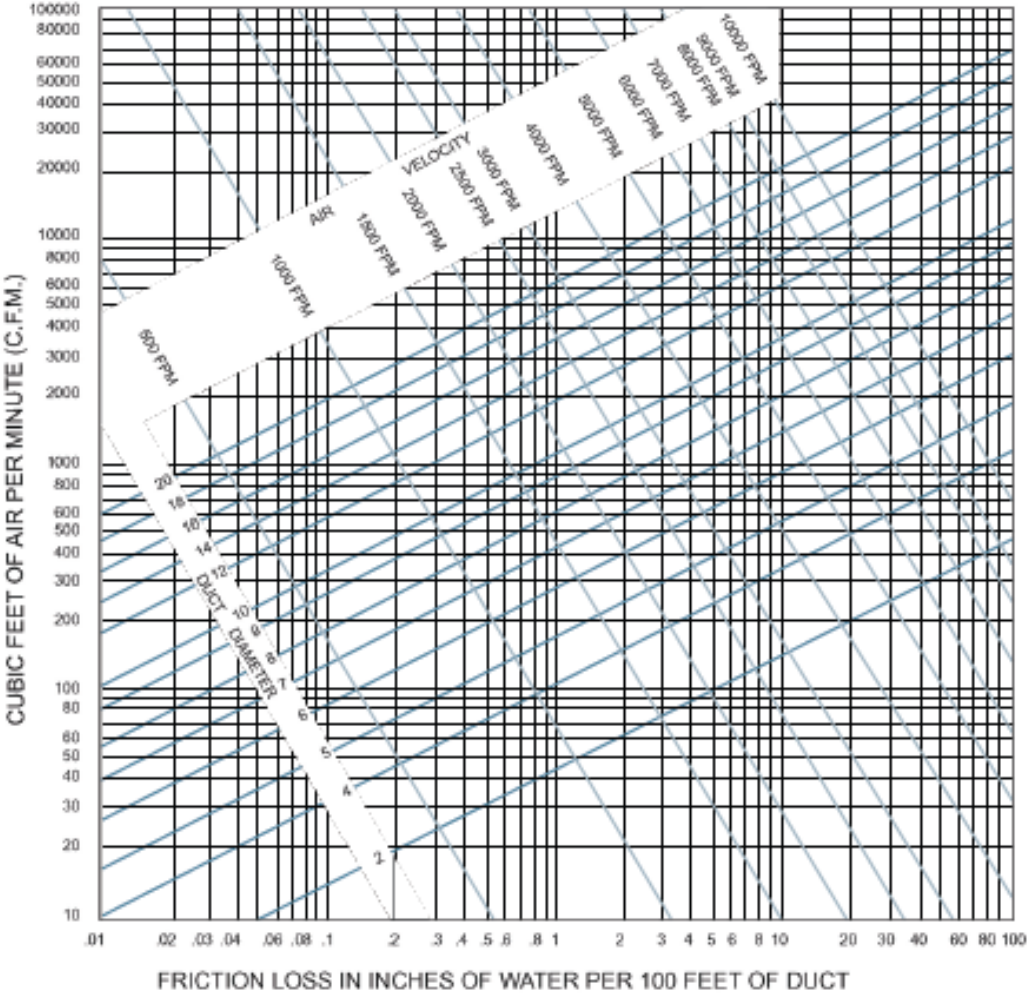 100000
80000
60000
50000
40000
30000
20000
10000
8000
6000
5000
4000
3000
2000
1000
800
600
500
400
300
200
100
80
60
50
40
30
20
10
CUBIC FEET OF AIR PER MINUTE (C.F.M.)
AIR VELOCITY
500 FPM
1000 FPM
1500 FPM
2000 FPM
2500 FPM
3000 FPM
4000 FPM
5000 FPM
6000 FPM
7000 FPM
8000 FPM
9000 FPM
10000 FPM
DUCT DIAMETER
20
18
16
14
12
10
9
8
7
6
5
4
2
.01 .02 .03 .04 .06 .08 .1 .2 .3 .4 .5 .6 .8 1 2 3 4 5 6 8 10 20 30 40 60 80 100
FRICTION LOSS IN INCHES OF WATER PER 100 FEET OF DUCT